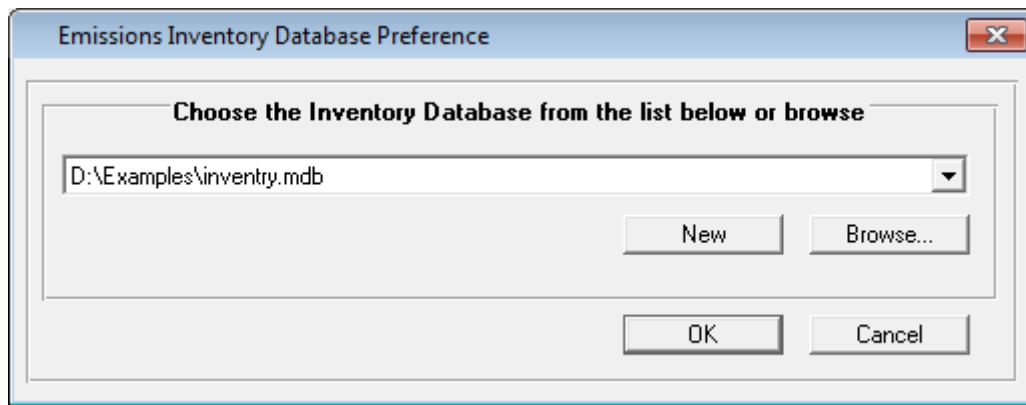 Emissions Inventory Database Preference
Choose the Inventory Database from the list below or browse
D:\Examples\inventry.mdb
New Browse...
OK Cancel